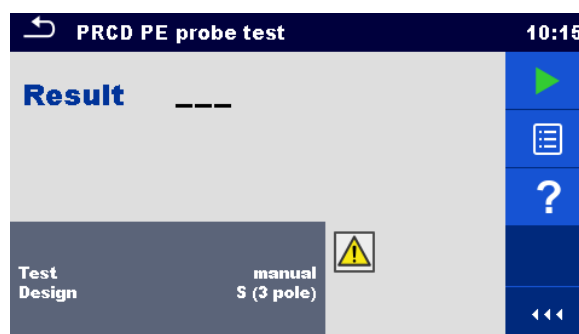 PRCD PE probe test 10:15
Result ___
?
Test manual
Design S (3 pole)